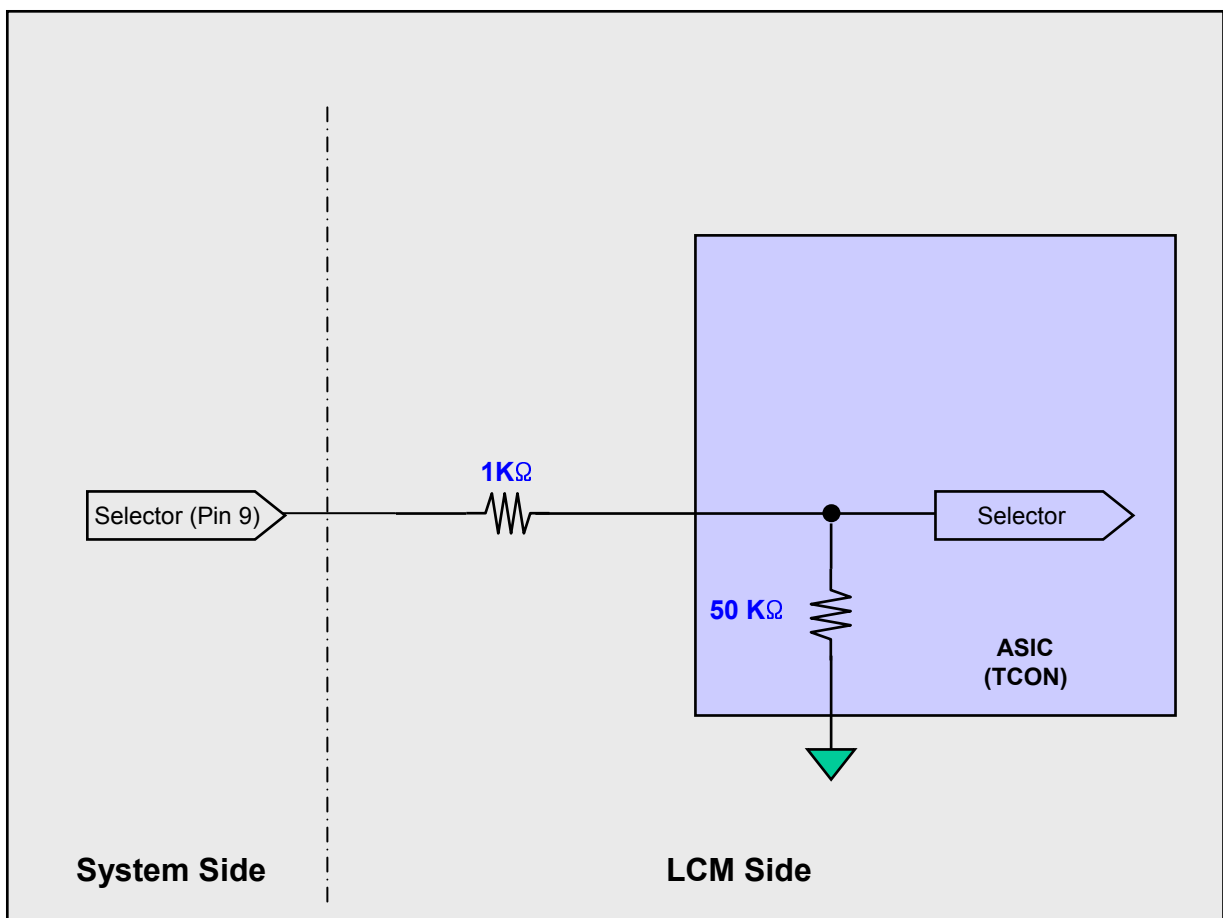 1KΩ
Selector (Pin 9)
Selector
50 KΩ
ASIC
(TCON)
System Side
LCM Side